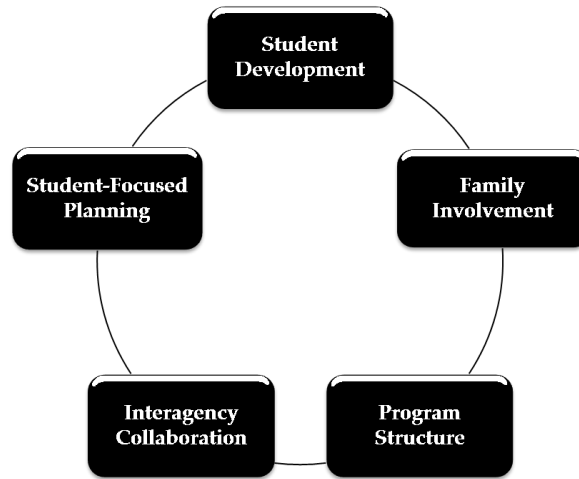 Student
Development
Student-Focused
Planning
Family
Involvement
Interagency
Collaboration
Program
Structure